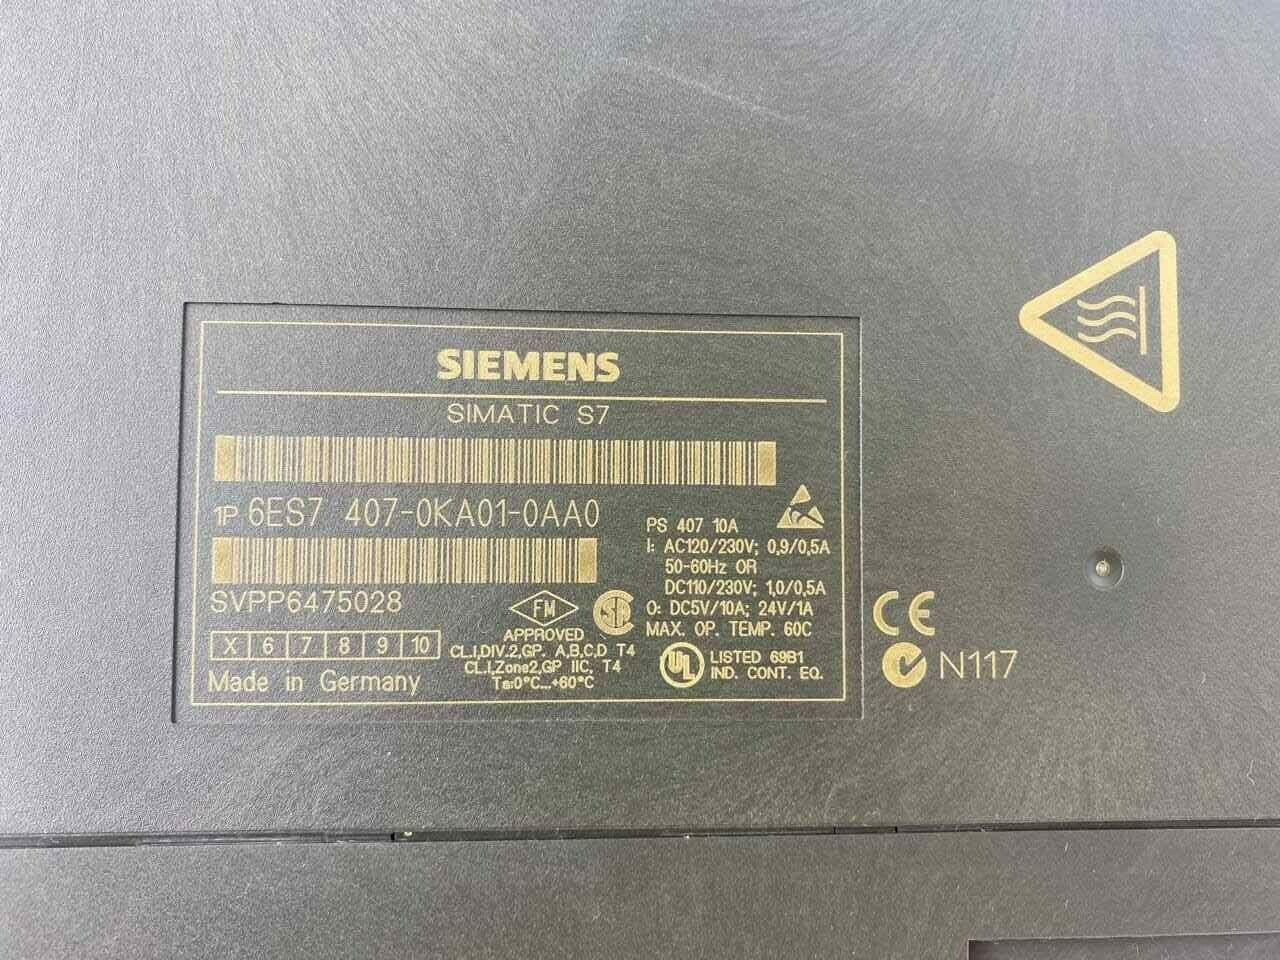 SIEMENS
SIMATIC S7
1P 6ES7 407-0KA01-0AA0
SVPP6475028
X 6 7 8 9 10
Made in Germany
FM
APPROVED
CL.I,DIV.2,GP. A,B,C,D T4
CL.I,Zone2,GP IIC, T4
Ta:0°C...+60°C
SA
PS 407 10A
I: AC120/230V; 0,9/0,5A
50-60Hz OR
DC110/230V; 1,0/0,5A
O: DC5V/10A; 24V/1A
MAX. OP. TEMP. 60C
UL LISTED 69B1
IND. CONT. EQ.
CE
N117